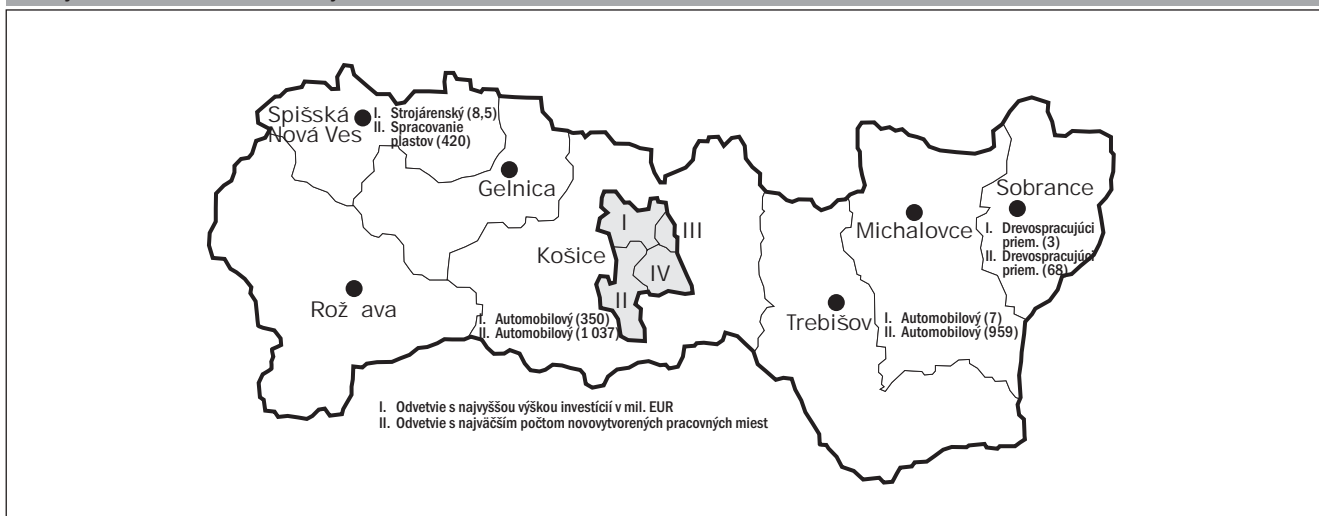 Spišská
Nová Ves
I. Strojárenský (8,5)
II. Spracovanie
plastov (420)
Gelnica
Rož ava
Košice
I
II
III
IV
I. Automobilový (350)
II. Automobilový (1 037)
Trebišov
Michalovce
I. Automobilový (7)
II. Automobilový (959)
Sobrance
I. Drevospracujúci
priem. (3)
II. Drevospracujúci
priem. (68)
I. Odvetvie s najvyššou výškou investícií v mil. EUR
II. Odvetvie s najväčším počtom novovytvorených pracovných miest